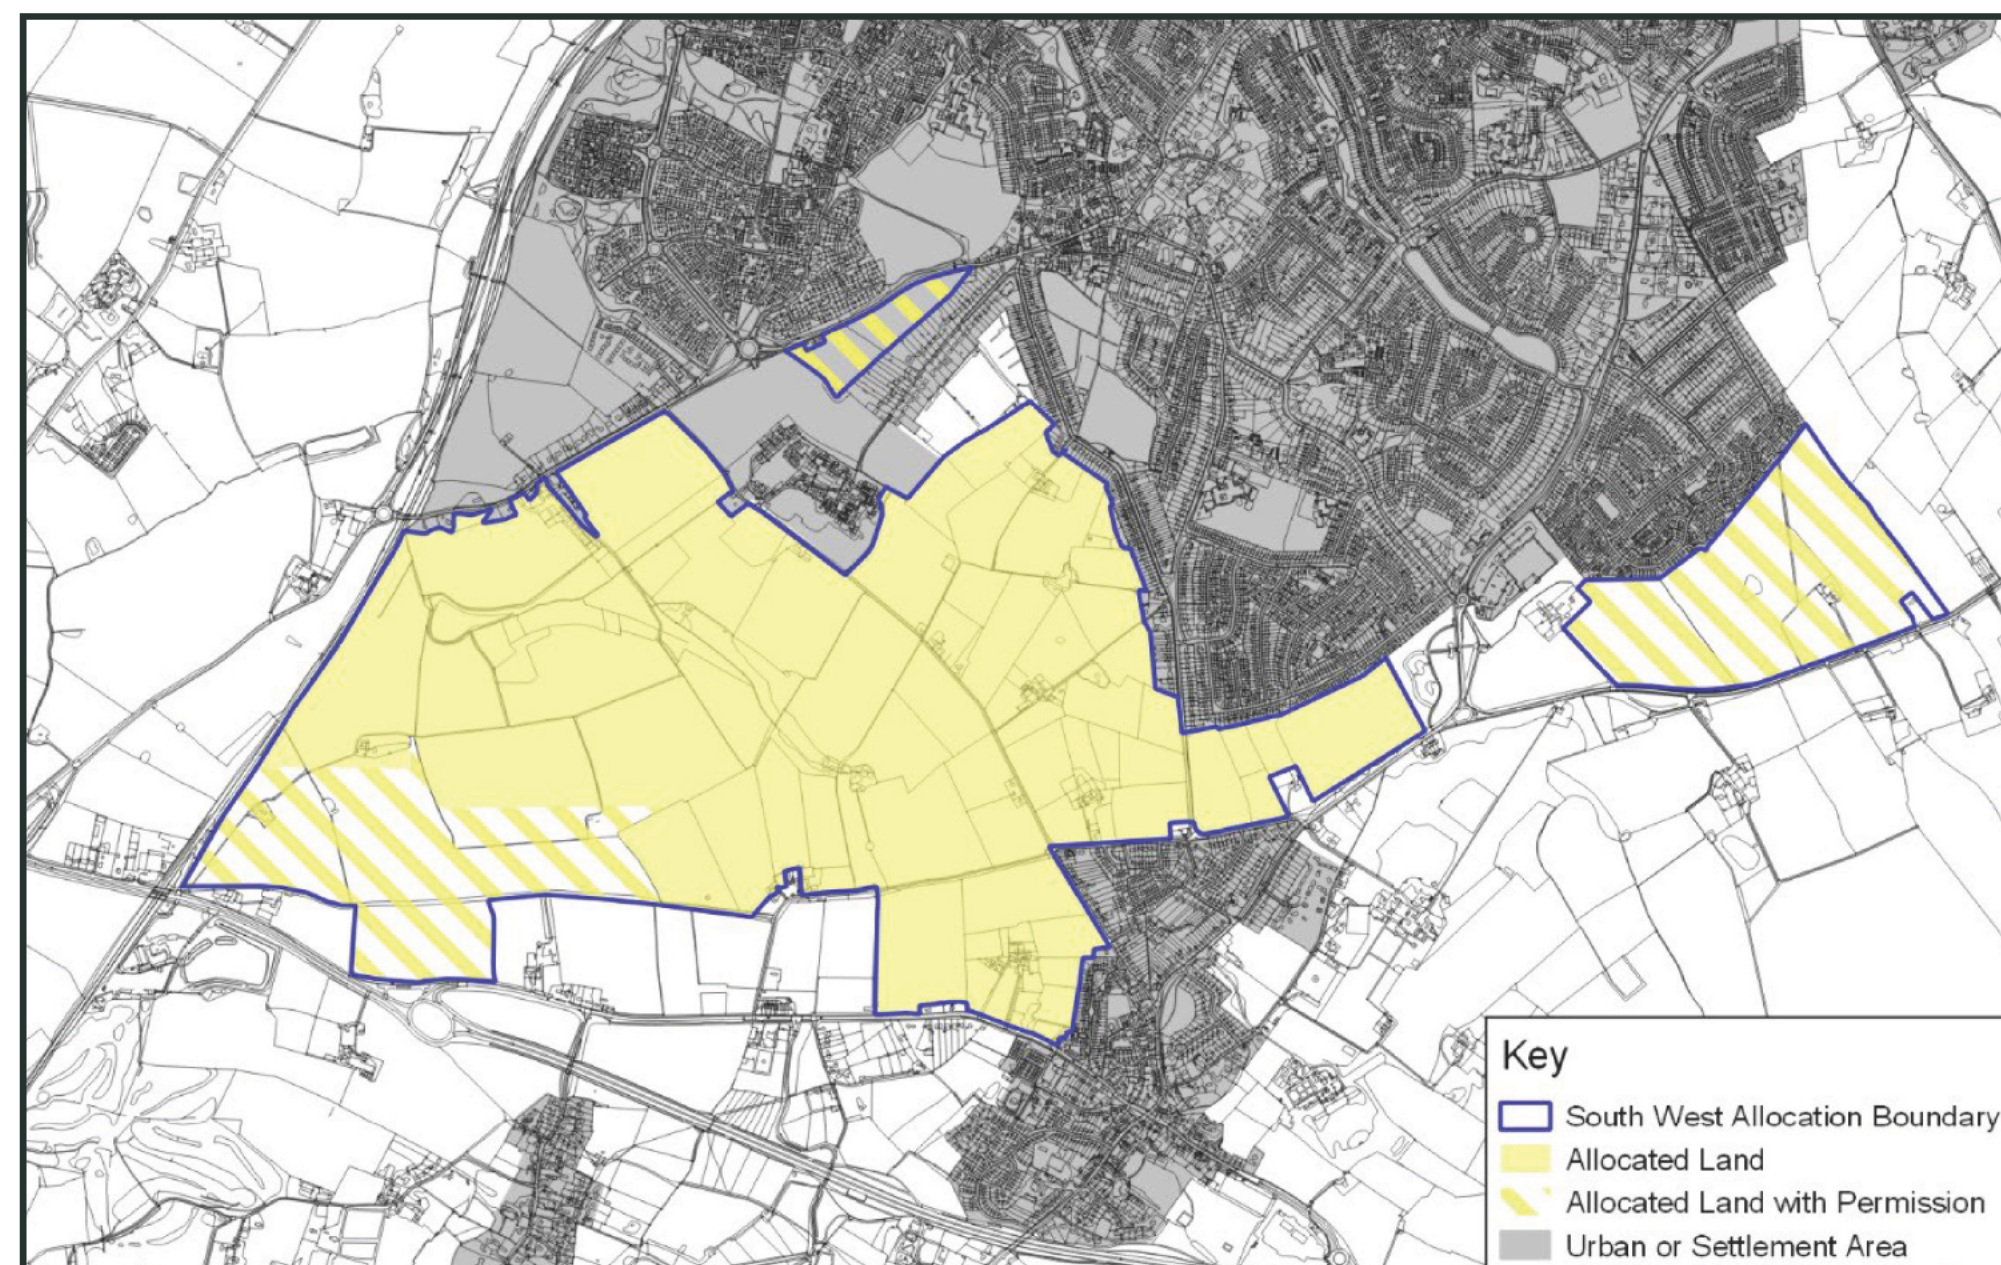 Key
South West Allocation Boundary
Allocated Land
Allocated Land with Permission
Urban or Settlement Area